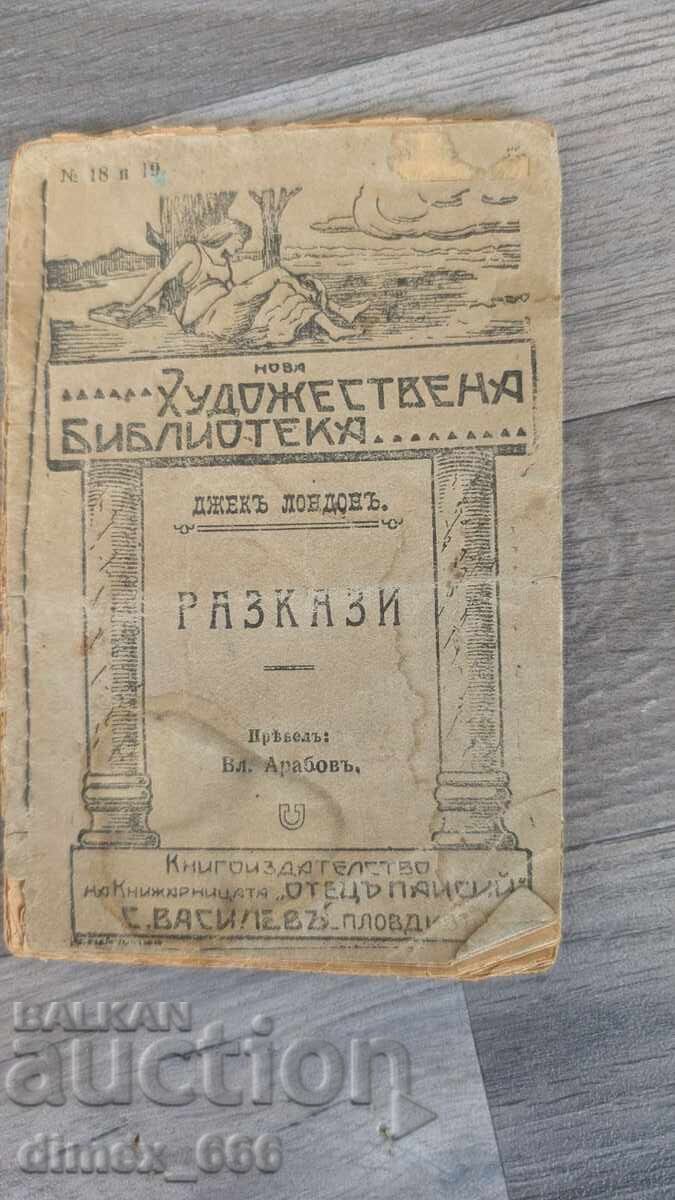 № 18 и 19
НОВА
ХУДОЖЕСТВЕНА
БИБЛИОТЕКА
ДЖЕКЪ ЛОНДОНЪ.
РАЗКАЗИ
Прѣвелъ:
Вл. Арабовъ.
КНИГОИЗДАТЕЛСТВО
НА КНИЖАРНИЦАТА „ОТЕЦЪ ПАИСИЙ"
С. ВАСИЛЕВЪ – ПЛОВДИ
BALKAN
auction
dimex_666